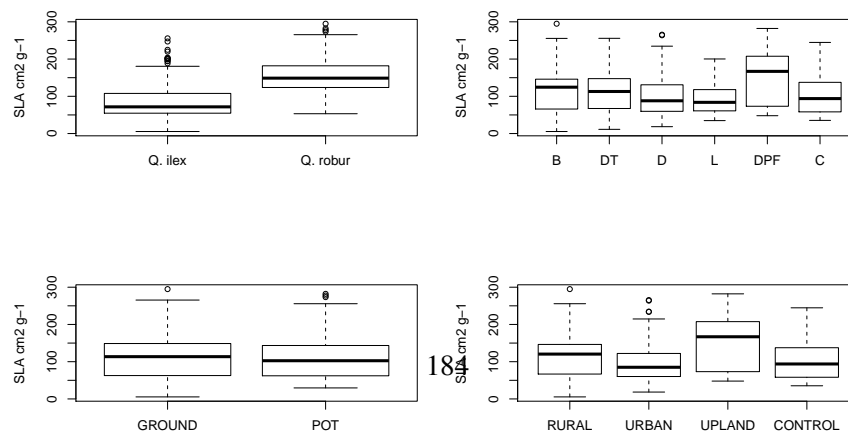 SLA cm2 g−1
0 100 200 300
Q. ilex Q. robur
SLA cm2 g−1
0 100 200 300
B DT D L DPF C
SLA cm2 g−1
0 100 200 300
GROUND POT
184
SLA cm2 g−1
0 100 200 300
RURAL URBAN UPLAND CONTROL